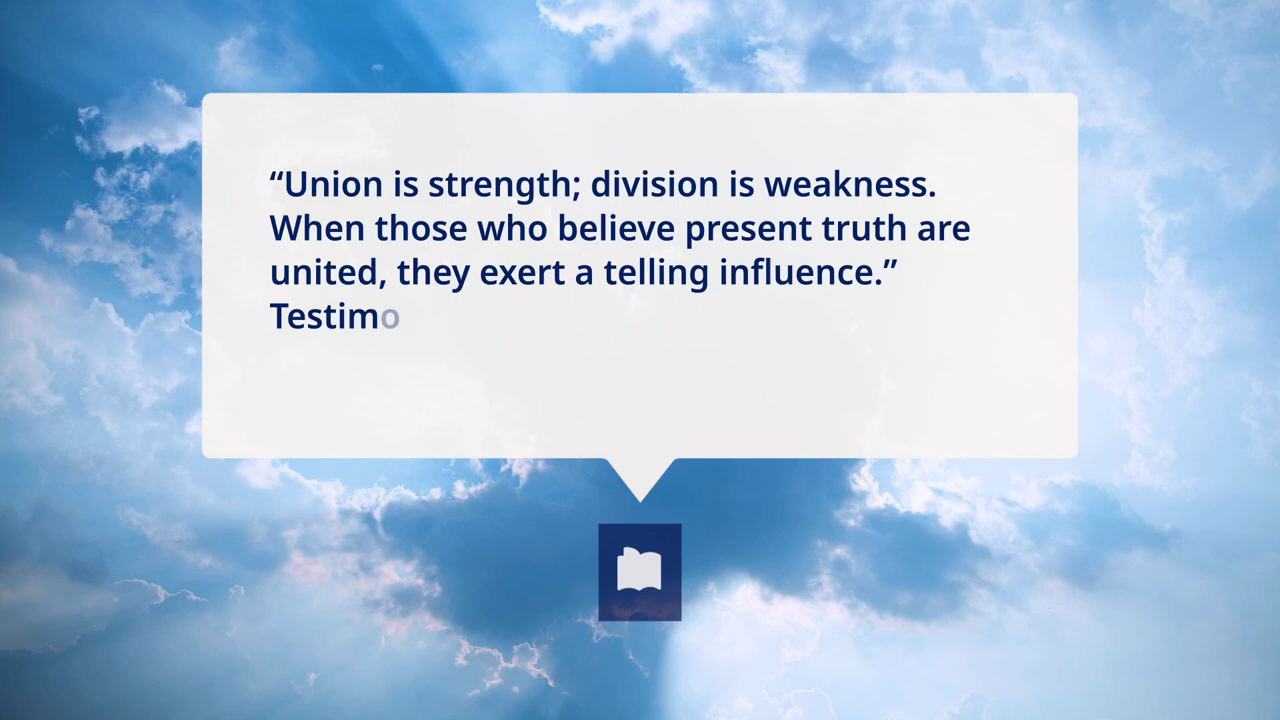 “Union is strength; division is weakness.
When those who believe present truth are
united, they exert a telling influence.”
Testimo